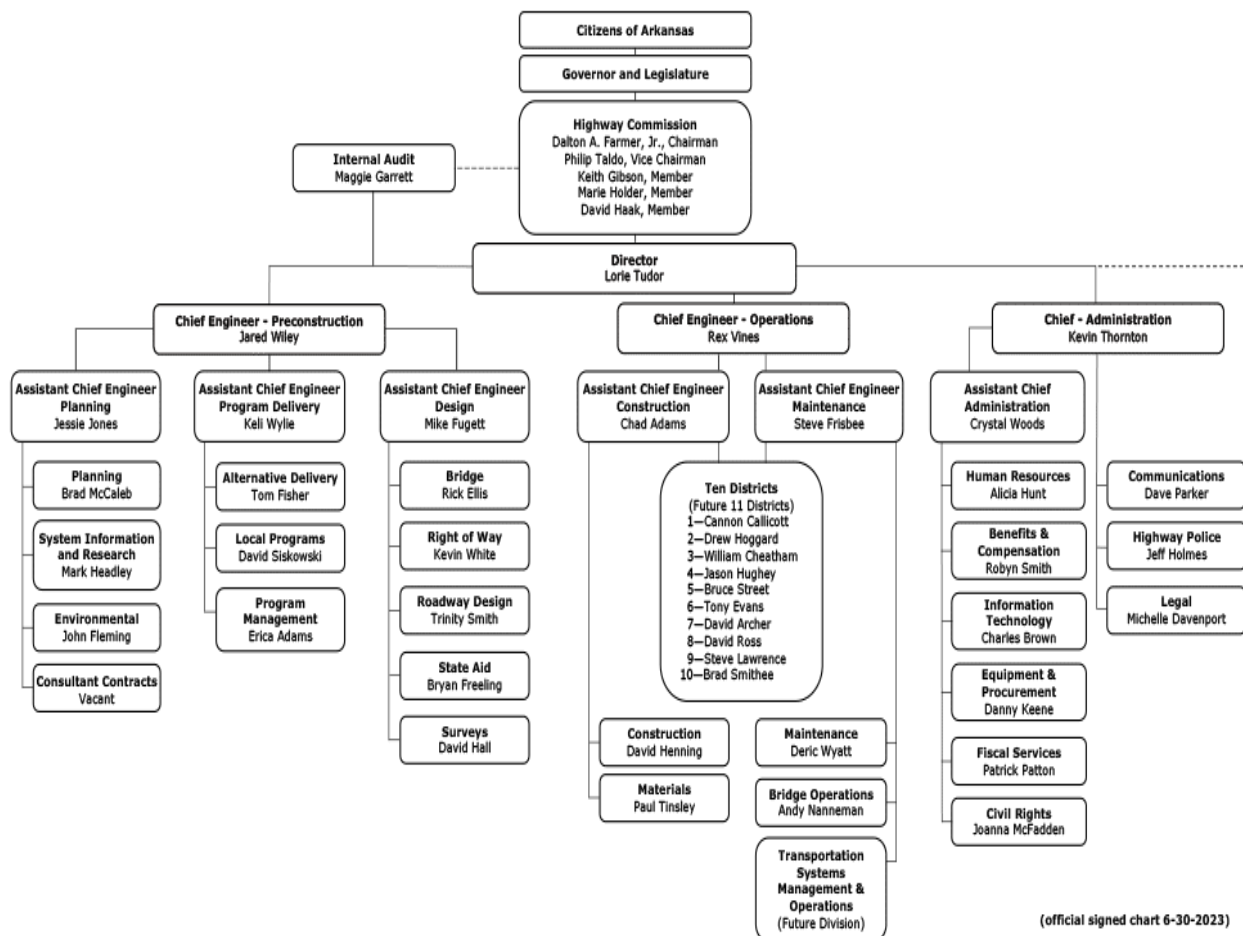 Citizens of Arkansas
Governor and Legislature
Highway Commission
Dalton A. Farmer, Jr., Chairman
Philip Taldo, Vice Chairman
Keith Gibson, Member
Marie Holder, Member
David Haak, Member
Internal Audit
Maggie Garrett
Director
Lorie Tudor
Chief Engineer - Preconstruction
Jared Wiley
Chief Engineer - Operations
Rex Vines
Chief - Administration
Kevin Thornton
Assistant Chief Engineer
Planning
Jessie Jones
Assistant Chief Engineer
Program Delivery
Keli Wylie
Assistant Chief Engineer
Design
Mike Fugett
Assistant Chief Engineer
Construction
Chad Adams
Assistant Chief Engineer
Maintenance
Steve Frisbee
Assistant Chief
Administration
Crystal Woods
Planning
Brad McCaleb
System Information
and Research
Mark Headley
Environmental
John Fleming
Consultant Contracts
Vacant
Alternative Delivery
Tom Fisher
Local Programs
David Siskowski
Program
Management
Erica Adams
Bridge
Rick Ellis
Right of Way
Kevin White
Roadway Design
Trinity Smith
State Aid
Bryan Freeling
Surveys
David Hall
Ten Districts
(Future 11 Districts)
1—Cannon Callicott
2—Drew Hoggard
3—William Cheatham
4—Jason Hughey
5—Bruce Street
6—Tony Evans
7—David Archer
8—David Ross
9—Steve Lawrence
10—Brad Smithee
Construction
David Henning
Materials
Paul Tinsley
Maintenance
Deric Wyatt
Bridge Operations
Andy Nanneman
Transportation
Systems
Management &
Operations
(Future Division)
Human Resources
Alicia Hunt
Benefits &
Compensation
Robyn Smith
Information
Technology
Charles Brown
Equipment &
Procurement
Danny Keene
Fiscal Services
Patrick Patton
Civil Rights
Joanna McFadden
Communications
Dave Parker
Highway Police
Jeff Holmes
Legal
Michelle Davenport
(official signed chart 6-30-2023)